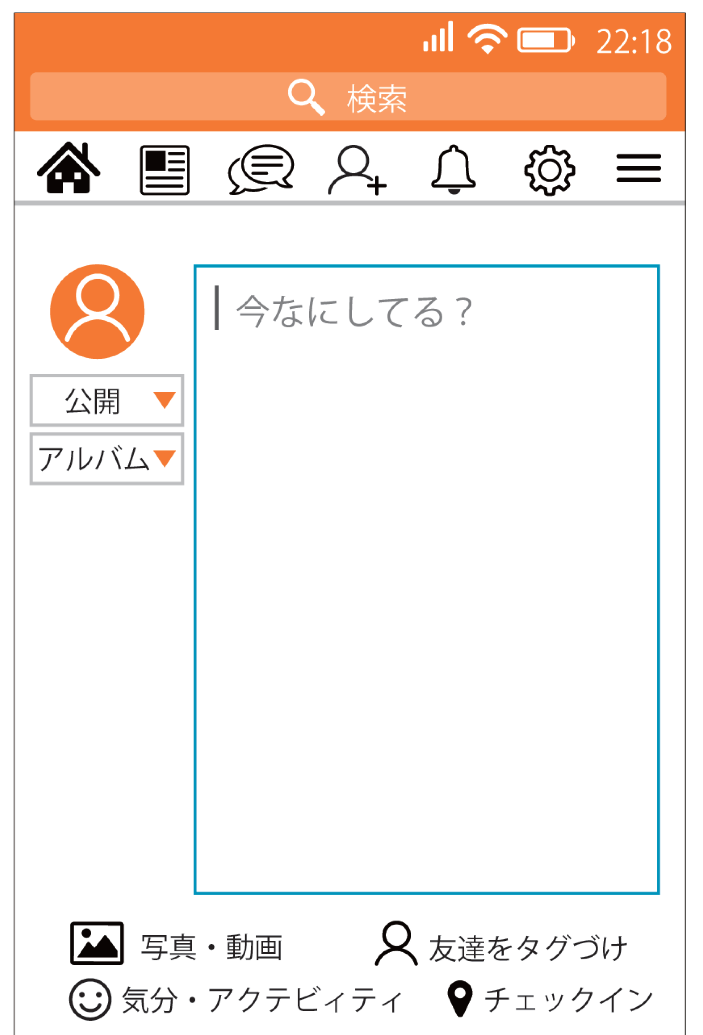 22:18
検索
今なにしてる？
公開
アルバム
写真・動画
友達をタグづけ
気分・アクテビィティ
チェックイン